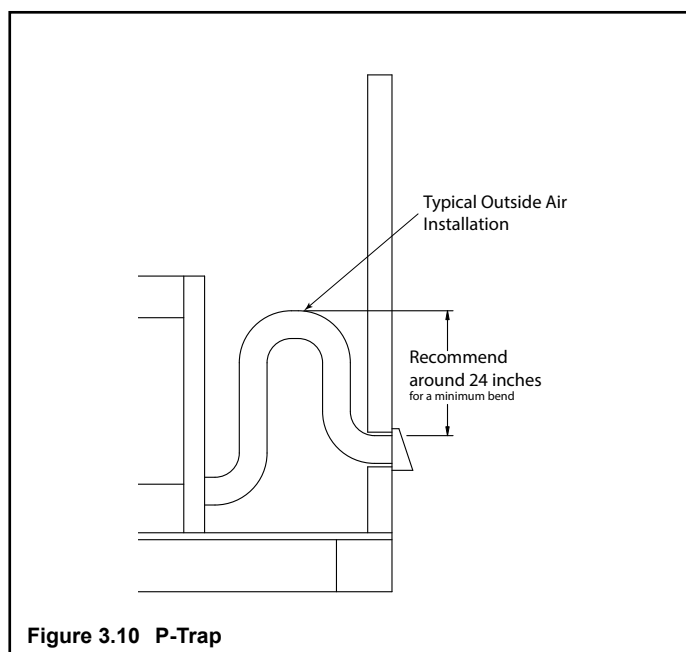 Typical Outside Air
Installation
Recommend
around 24 inches
for a minimum bend
Figure 3.10 P-Trap